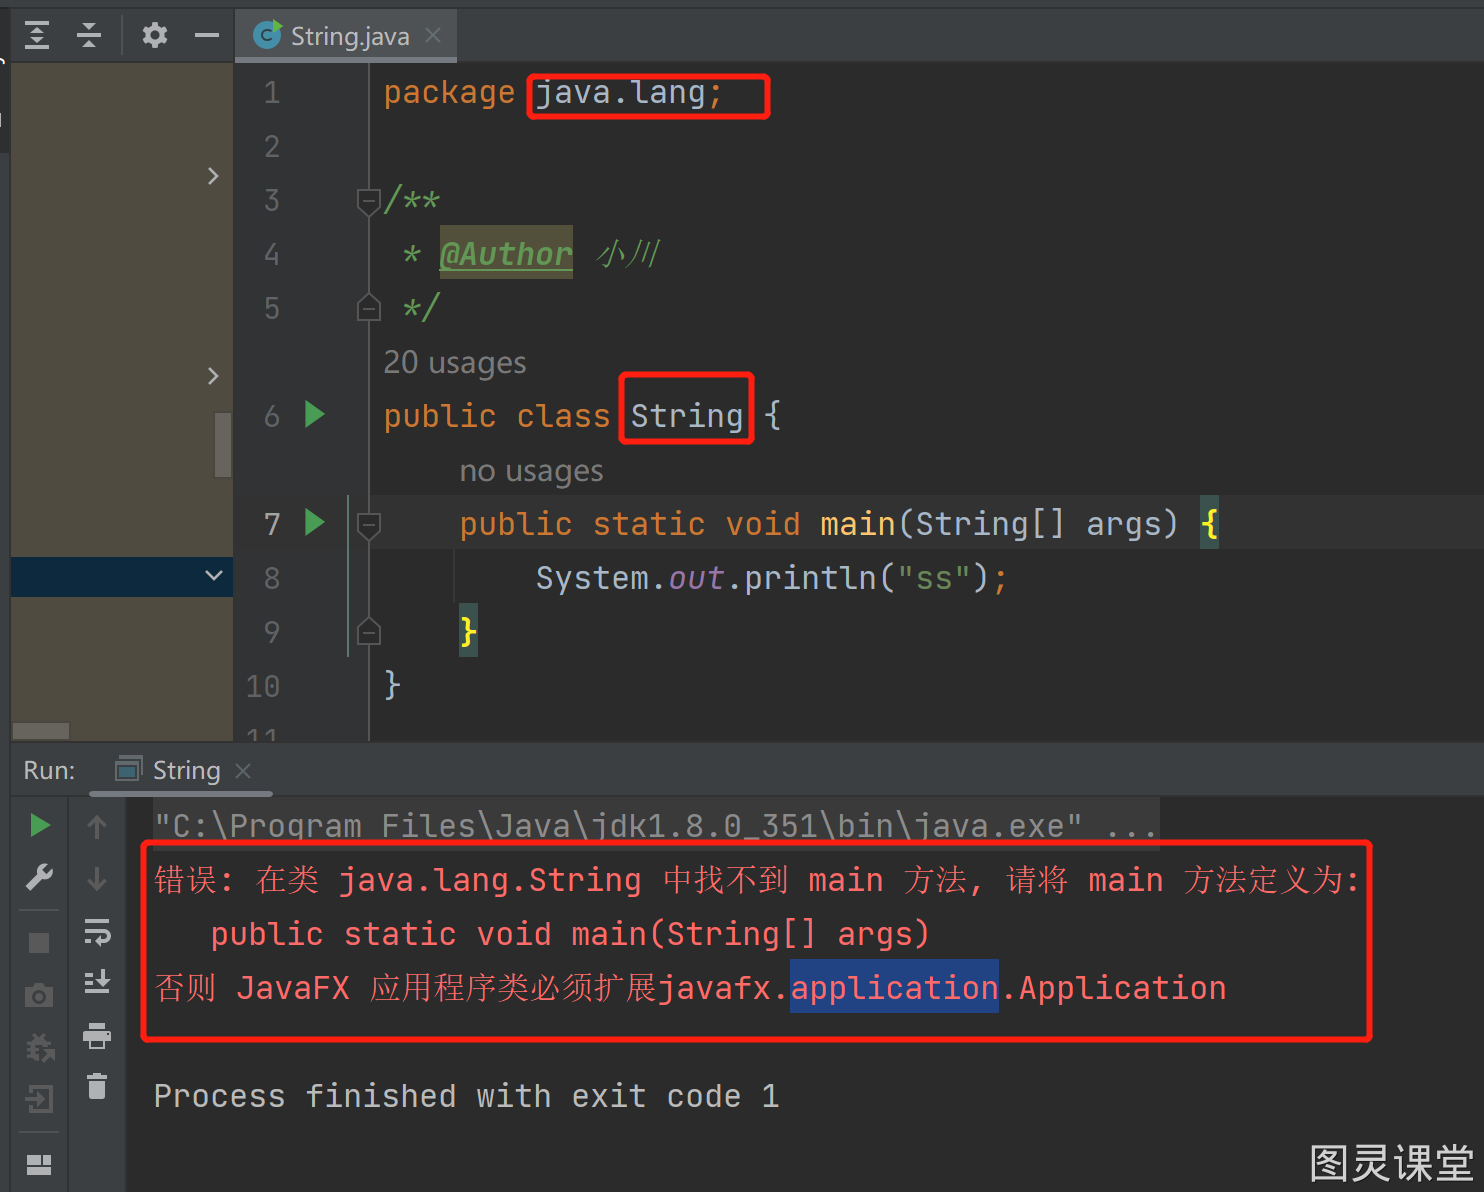 String.java
1 package java.lang;
2
3 /**
4 * @Author 小川
5 */
20 usages
6 public class String {
no usages
7 public static void main(String[] args) {
8 System.out.println("ss");
9 }
10 }
11
Run: String
"C:\Program Files\Java\jdk1.8.0_351\bin\java.exe" ...
错误: 在类 java.lang.String 中找不到 main 方法, 请将 main 方法定义为:
public static void main(String[] args)
否则 JavaFX 应用程序类必须扩展javafx.application.Application
Process finished with exit code 1
图灵课堂